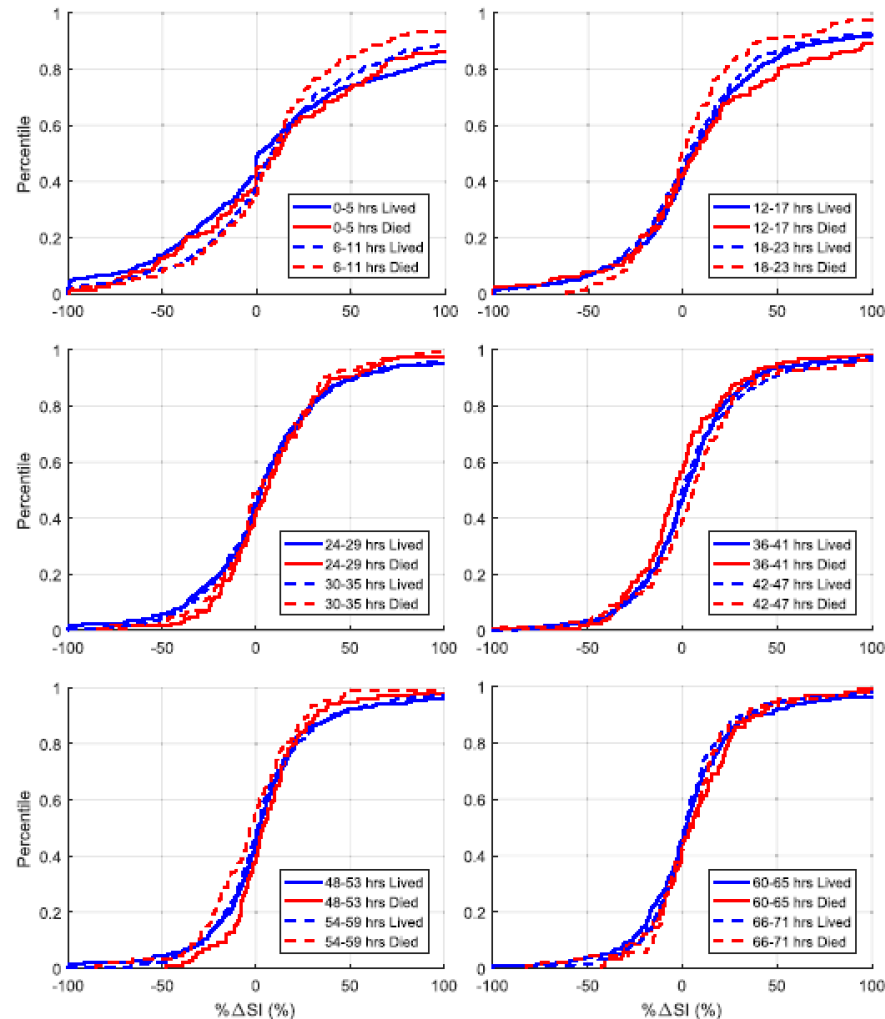 1
0.8
0.6
0.4
0.2
0
Percentile
-100 -50 0 50 100
0-5 hrs Lived
0-5 hrs Died
6-11 hrs Lived
6-11 hrs Died
1
0.8
0.6
0.4
0.2
0
-100 -50 0 50 100
12-17 hrs Lived
12-17 hrs Died
18-23 hrs Lived
18-23 hrs Died
1
0.8
0.6
0.4
0.2
0
Percentile
-100 -50 0 50 100
24-29 hrs Lived
24-29 hrs Died
30-35 hrs Lived
30-35 hrs Died
1
0.8
0.6
0.4
0.2
0
-100 -50 0 50 100
36-41 hrs Lived
36-41 hrs Died
42-47 hrs Lived
42-47 hrs Died
1
0.8
0.6
0.4
0.2
0
Percentile
-100 -50 0 50 100
%ΔSI (%)
48-53 hrs Lived
48-53 hrs Died
54-59 hrs Lived
54-59 hrs Died
1
0.8
0.6
0.4
0.2
0
-100 -50 0 50 100
%ΔSI (%)
60-65 hrs Lived
60-65 hrs Died
66-71 hrs Lived
66-71 hrs Died